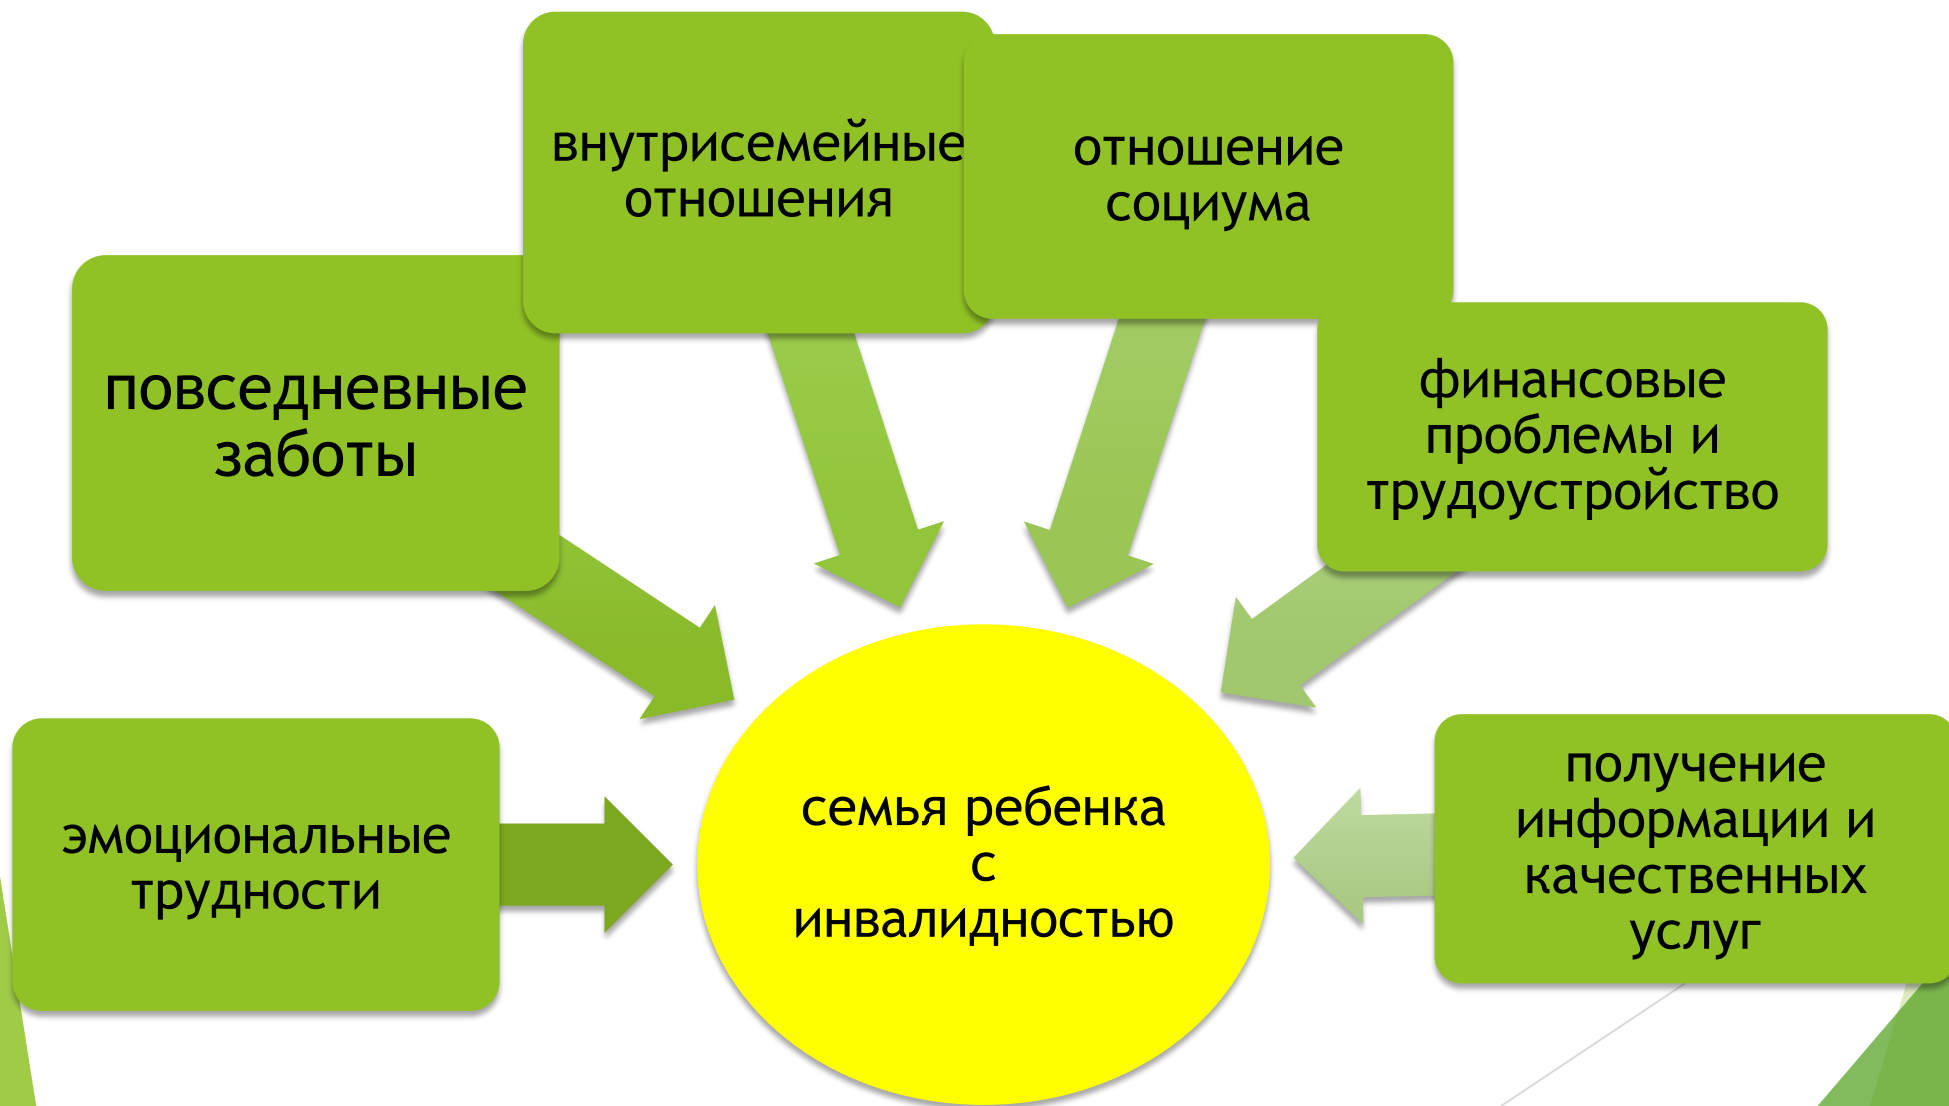 внутрисемейные
отношения
отношение
социума
повседневные
заботы
финансовые
проблемы и
трудоустройство
эмоциональные
трудности
семья ребенка
с
инвалидностью
получение
информации и
качественных
услуг